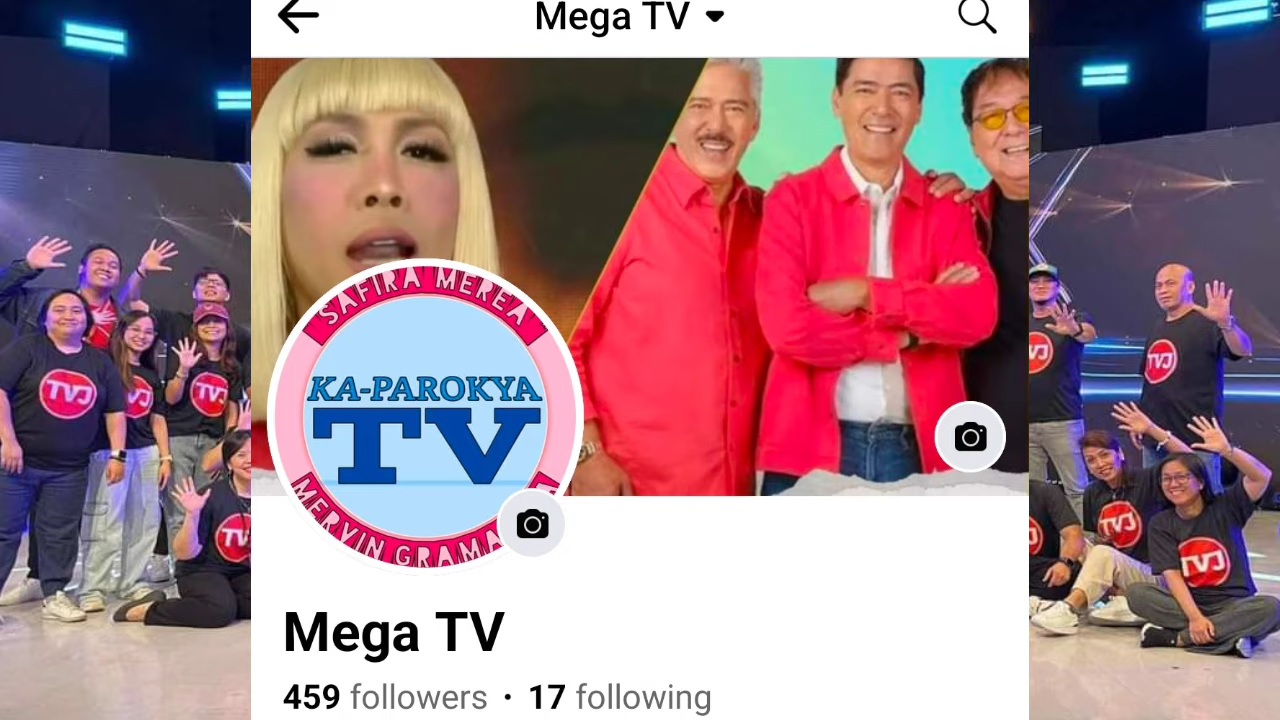 Mega TV
SAFIRA MEREA
KA-PAROKYA
TV
MERVIN GRAMA
Mega TV
459 followers · 17 following
TVJ
TVJ
TVJ
TV
TVJ
TVJ
TVJ